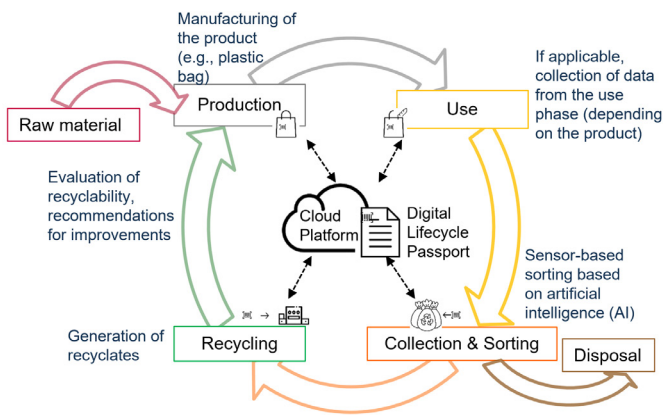 Manufacturing of
the product
(e.g., plastic
bag)
Production
Raw material
Use
If applicable,
collection of data
from the use
phase (depending
on the product)
Evaluation of
recyclability,
recommendations
for improvements
Cloud
Platform
Digital
Lifecycle
Passport
Sensor-based
sorting based
on artificial
intelligence (AI)
Generation of
recyclates
Recycling
Collection & Sorting
Disposal